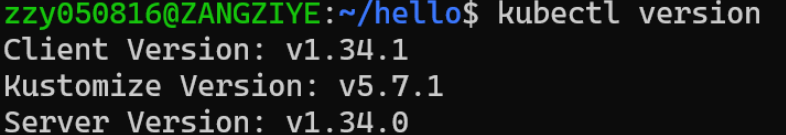 zzy050816@ZANGZIYE:~/hello$ kubectl version
Client Version: v1.34.1
Kustomize Version: v5.7.1
Server Version: v1.34.0